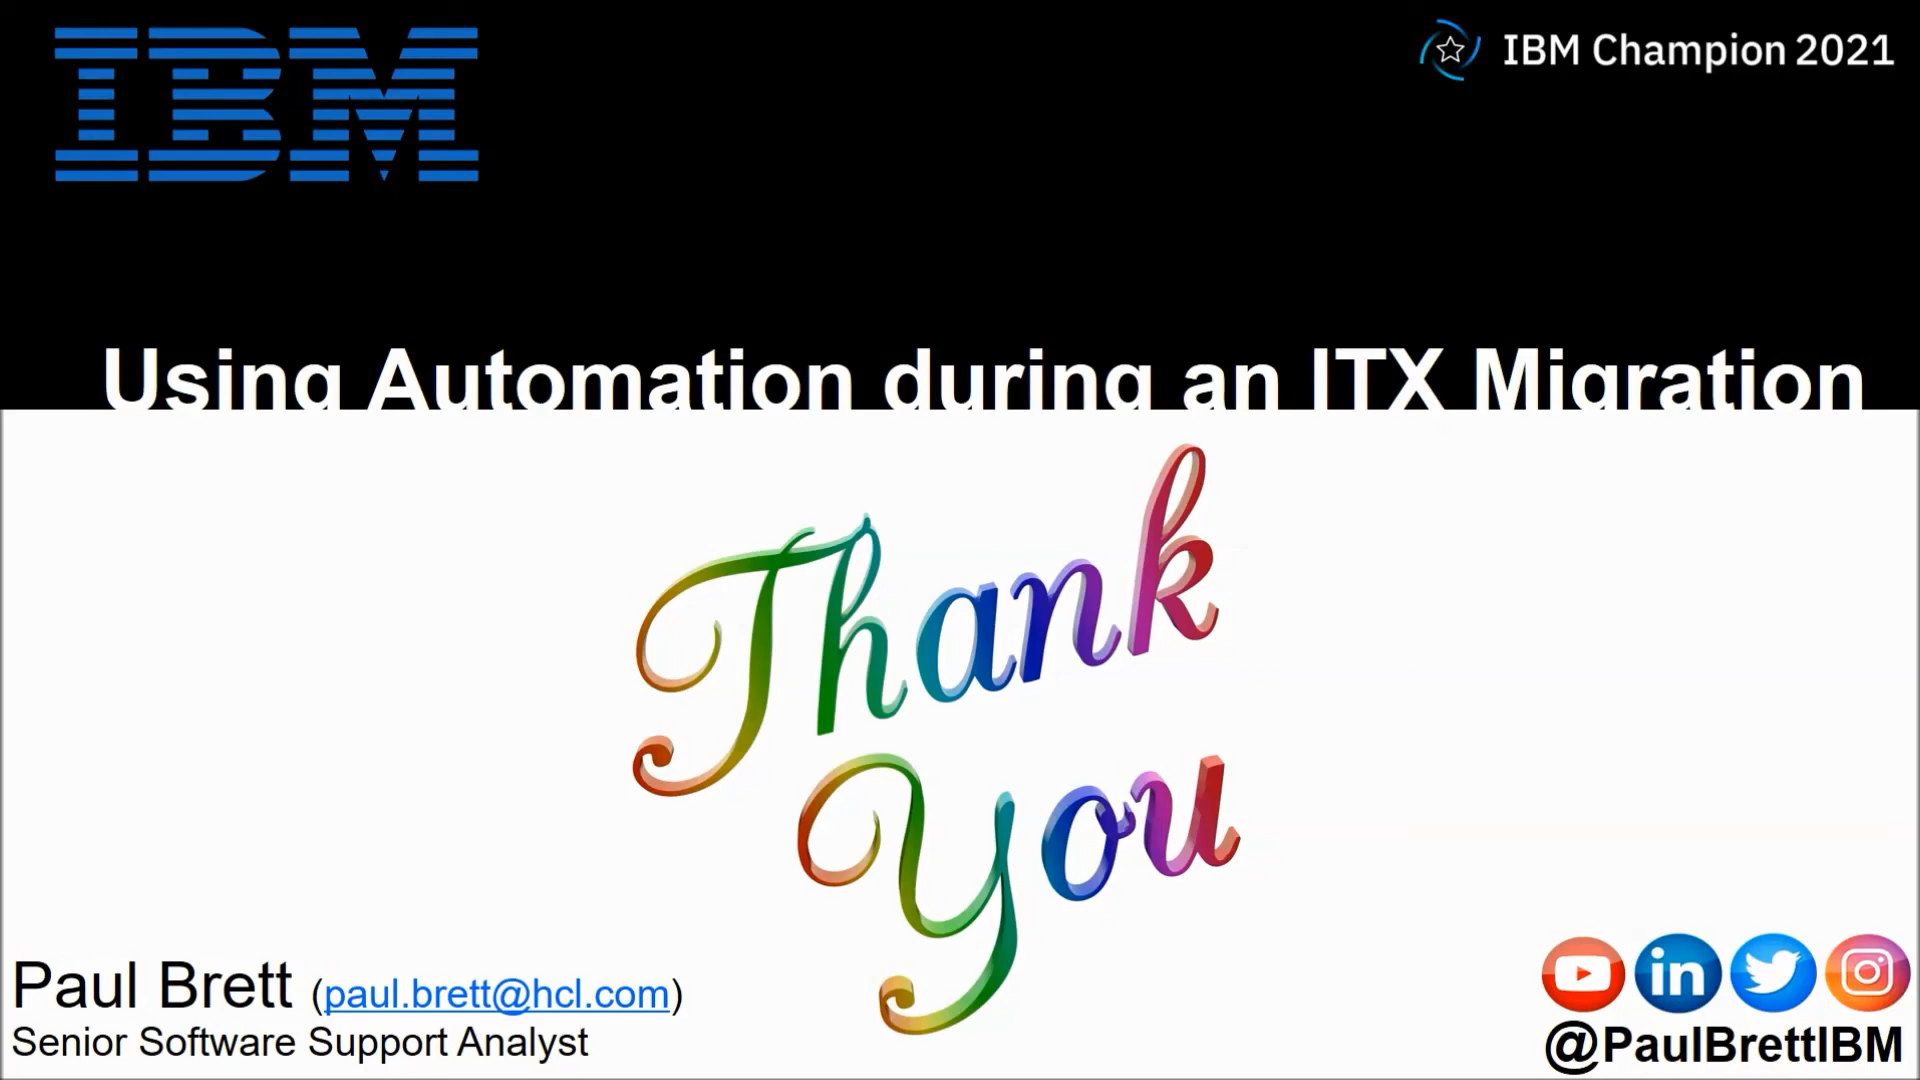 IBM
IBM Champion 2021
Using Automation during an ITX Migration
Thank
You
Paul Brett (paul.brett@hcl.com)
Senior Software Support Analyst
in
@PaulBrettIBM